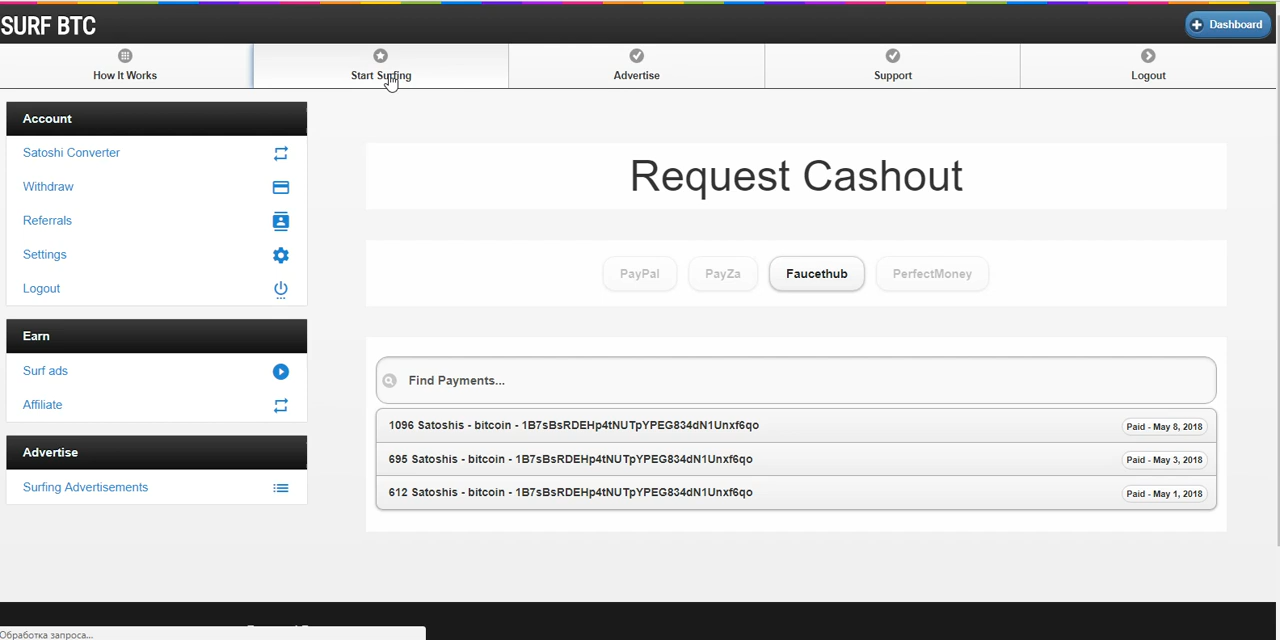 SURF BTC
Dashboard
How It Works
Start Surfing
Advertise
Support
Logout
Account
Satoshi Converter
Withdraw
Referrals
Settings
Logout
Earn
Surf ads
Affiliate
Advertise
Surfing Advertisements
Request Cashout
PayPal
PayZa
Faucethub
PerfectMoney
Find Payments...
1096 Satoshis - bitcoin - 1B7sBsRDEHp4tNUTpYPEG834dN1Unxf6qo
Paid - May 8, 2018
695 Satoshis - bitcoin - 1B7sBsRDEHp4tNUTpYPEG834dN1Unxf6qo
Paid - May 3, 2018
612 Satoshis - bitcoin - 1B7sBsRDEHp4tNUTpYPEG834dN1Unxf6qo
Paid - May 1, 2018
Обработка запроса...